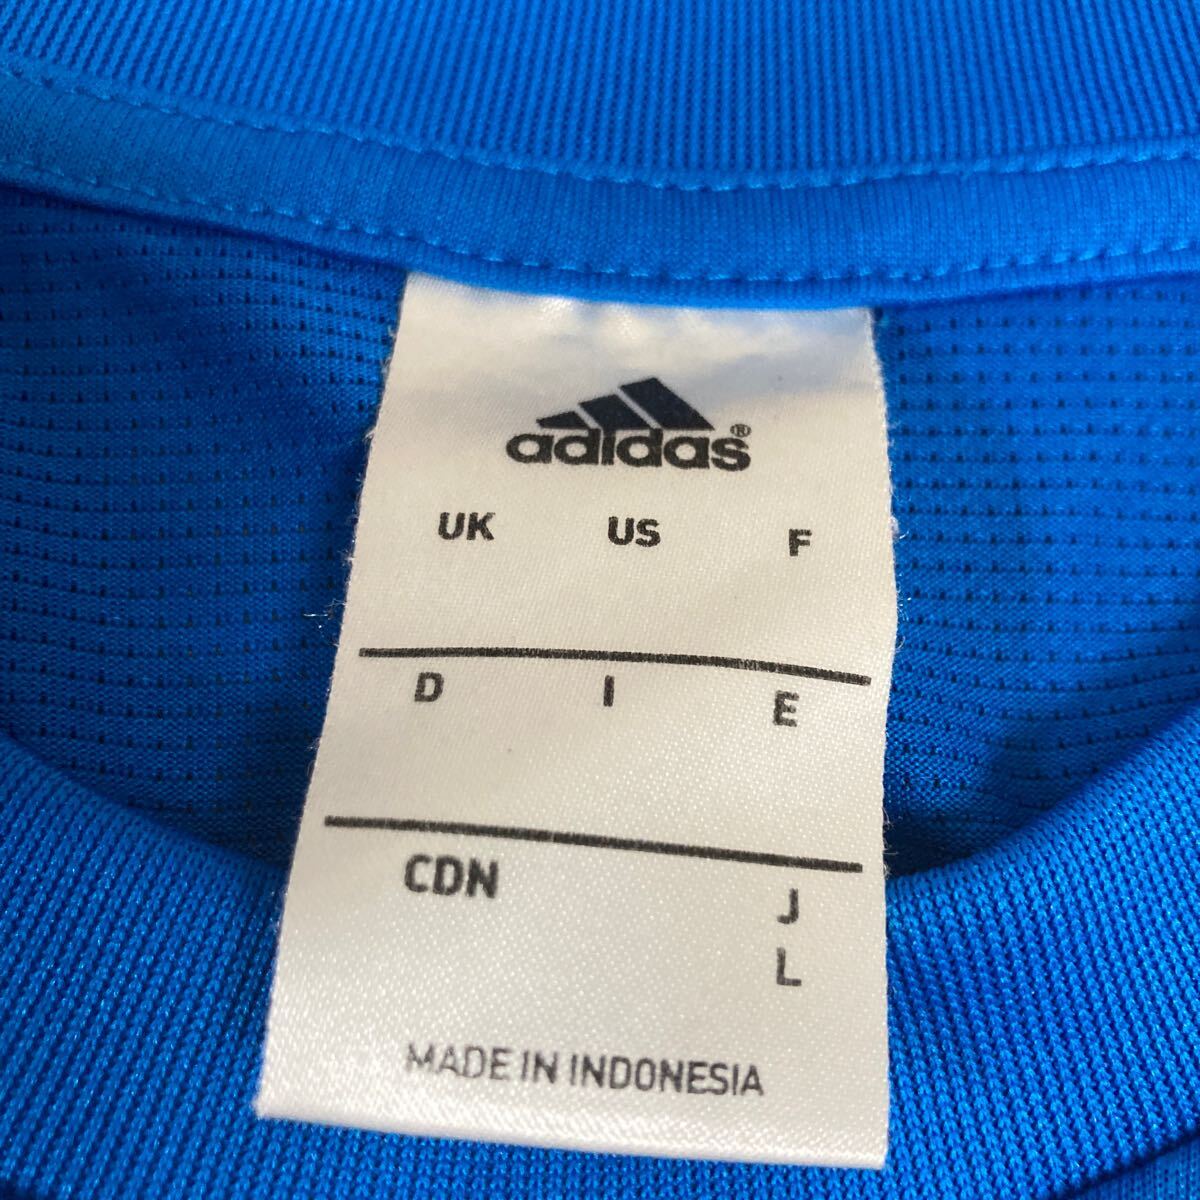 adidas®
UK US F
D I E
CDN J
L
MADE IN INDONESIA